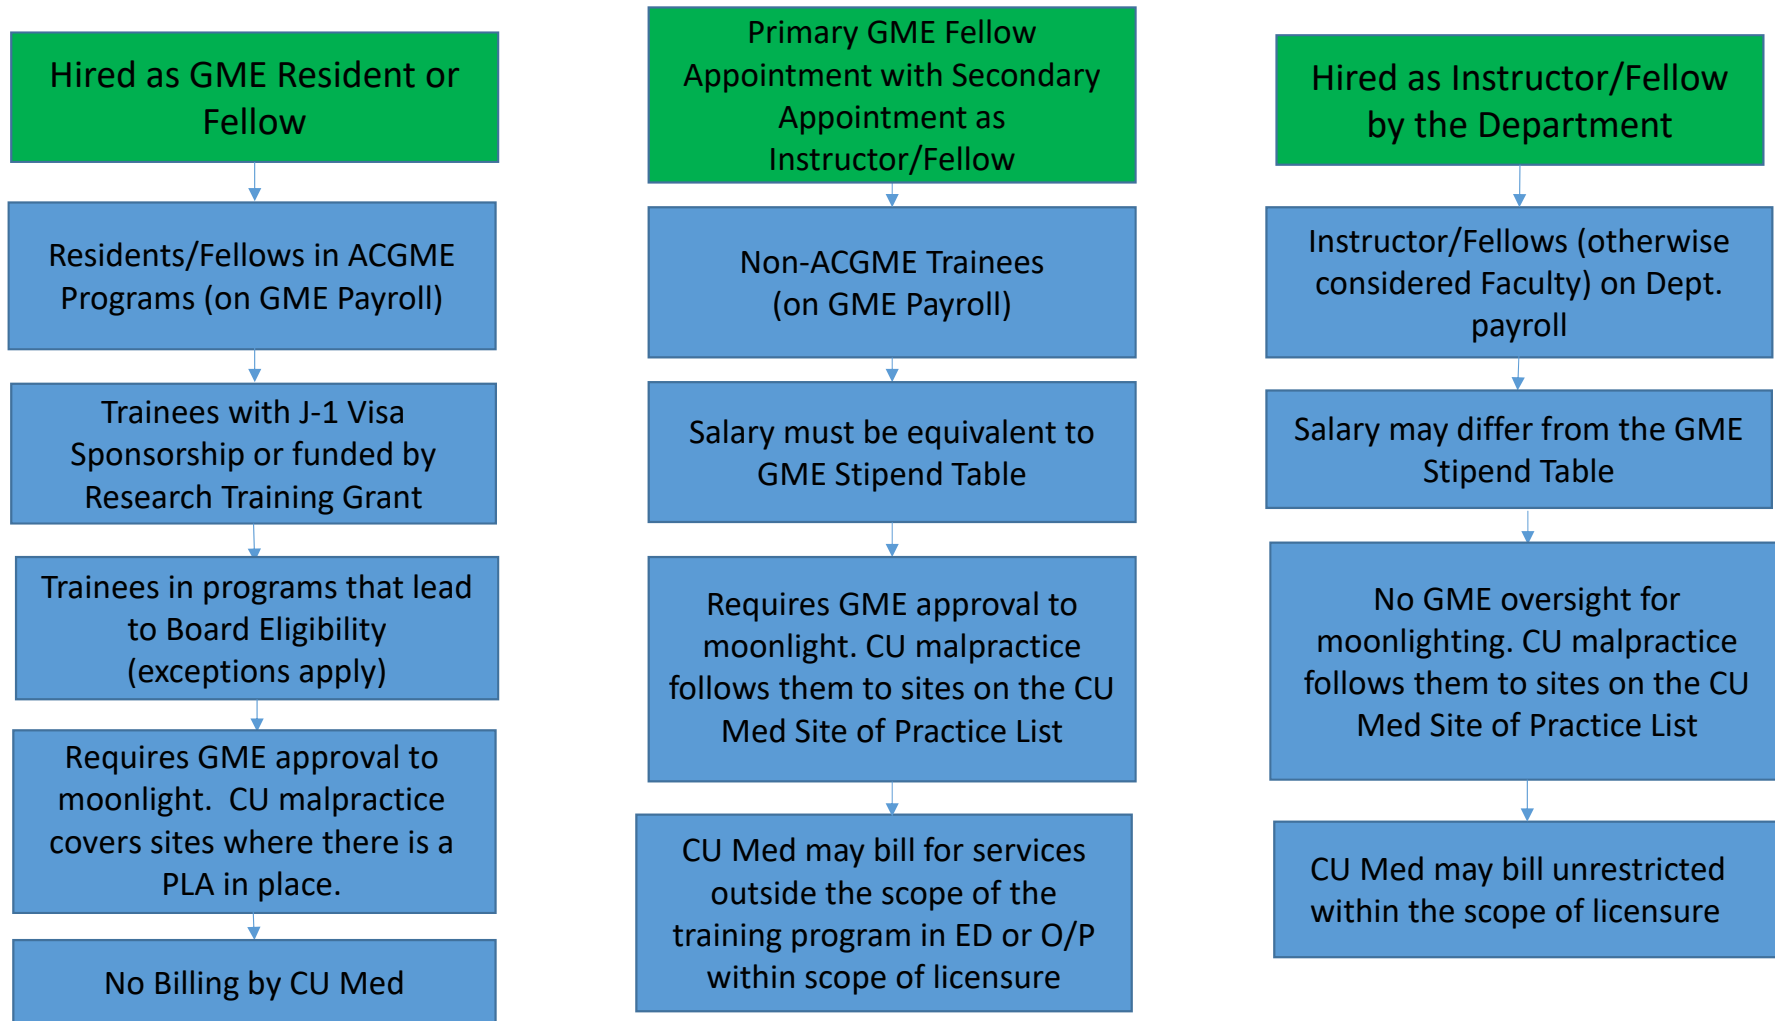 Hired as GME Resident or
Fellow
Residents/Fellows in ACGME
Programs (on GME Payroll)
Trainees with J-1 Visa
Sponsorship or funded by
Research Training Grant
Trainees in programs that lead
to Board Eligibility
(exceptions apply)
Requires GME approval to
moonlight.  CU malpractice
covers sites where there is a
PLA in place.
No Billing by CU Med
Primary GME Fellow
Appointment with Secondary
Appointment as
Instructor/Fellow
Non-ACGME Trainees
(on GME Payroll)
Salary must be equivalent to
GME Stipend Table
Requires GME approval to
moonlight. CU malpractice
follows them to sites on the CU
Med Site of Practice List
CU Med may bill for services
outside the scope of the
training program in ED or O/P
within scope of licensure
Hired as Instructor/Fellow
by the Department
Instructor/Fellows (otherwise
considered Faculty) on Dept.
payroll
Salary may differ from the GME
Stipend Table
No GME oversight for
moonlighting. CU malpractice
follows them to sites on the CU
Med Site of Practice List
CU Med may bill unrestricted
within the scope of licensure